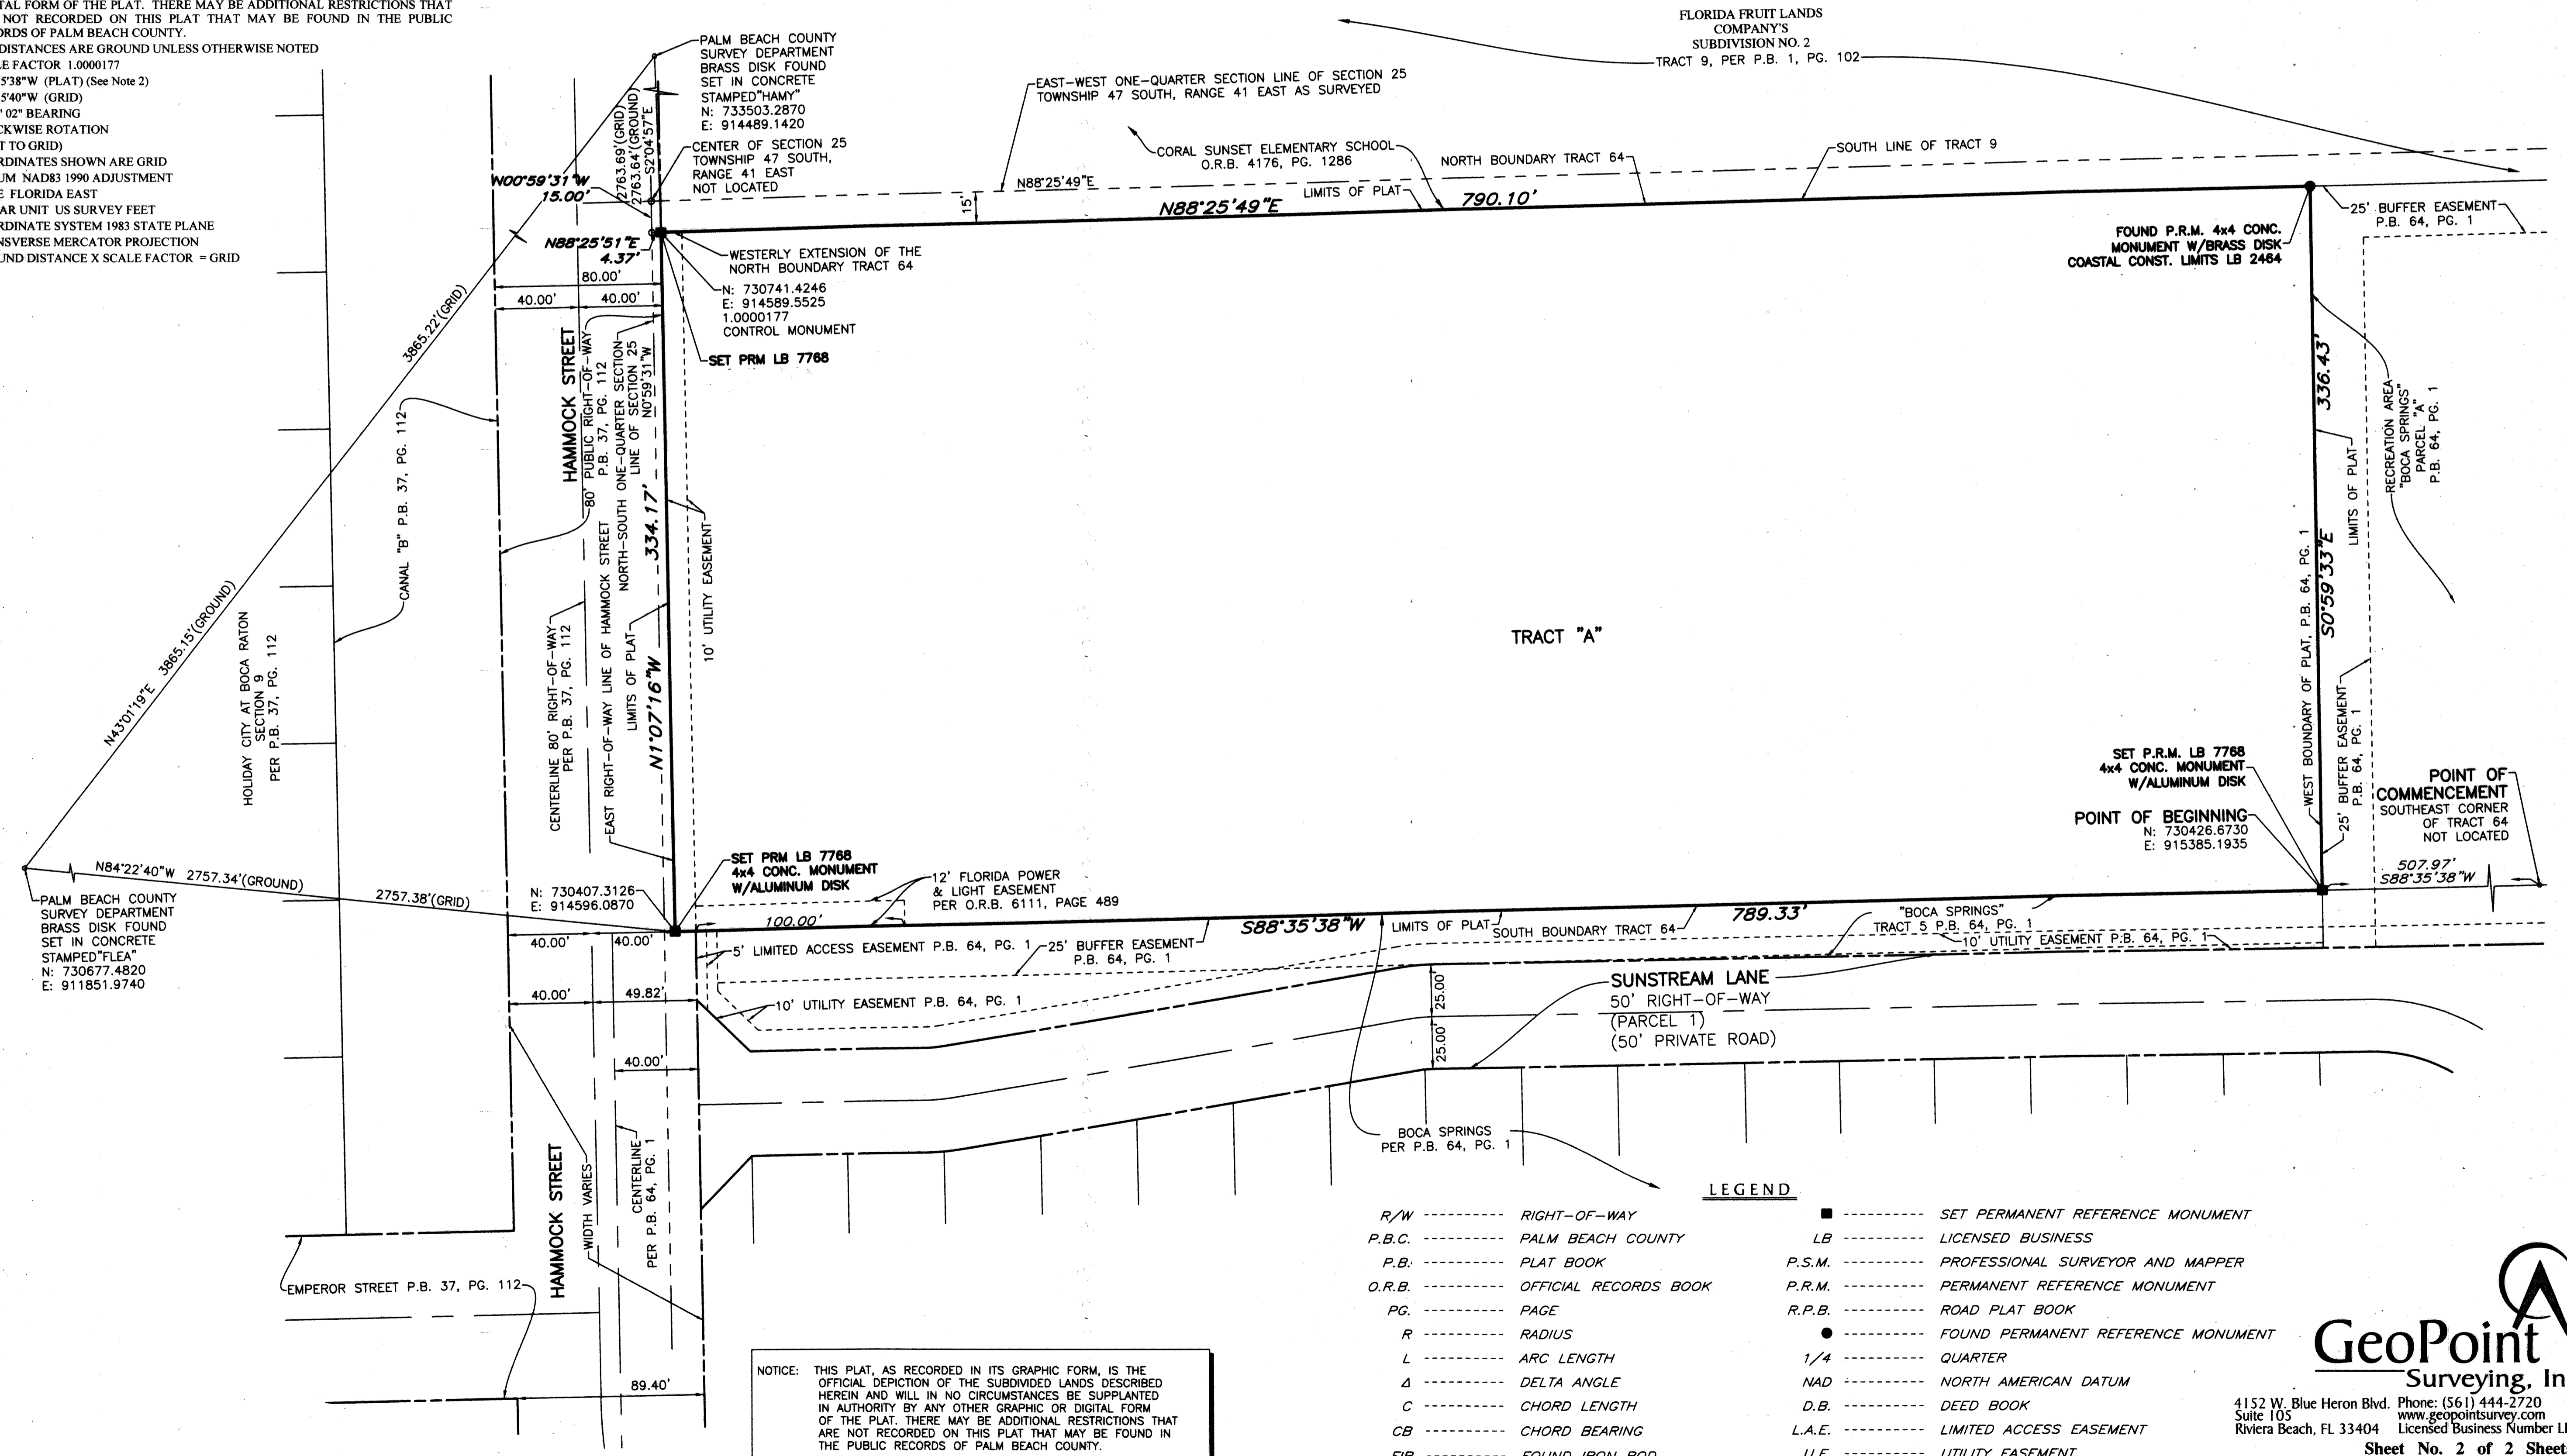 TAL FORM OF THE PLAT. THERE MAY BE ADDITIONAL RESTRICTIONS THAT
NOT RECORDED ON THIS PLAT THAT MAY BE FOUND IN THE PUBLIC
ORDS OF PALM BEACH COUNTY.
DISTANCES ARE GROUND UNLESS OTHERWISE NOTED
LE FACTOR 1.0000177
5'38"W (PLAT) (See Note 2)
5'40"W (GRID)
' 02" BEARING
CKWISE ROTATION
T TO GRID)
RDINATES SHOWN ARE GRID
UM NAD83 1990 ADJUSTMENT
E FLORIDA EAST
AR UNIT US SURVEY FEET
RDINATE SYSTEM 1983 STATE PLANE
NSVERSE MERCATOR PROJECTION
UND DISTANCE X SCALE FACTOR = GRID
PALM BEACH COUNTY
SURVEY DEPARTMENT
BRASS DISK FOUND
SET IN CONCRETE
STAMPED"HAMY"
N: 733503.2870
E: 914489.1420
CENTER OF SECTION 25
TOWNSHIP 47 SOUTH,
RANGE 41 EAST
NOT LOCATED
2763.69'(GRID)
2763.64'(GROUND)
S2°04'57"E
N00°59'31"W
15.00'
N88°25'51"E
4.37'
80.00'
40.00'
40.00'
EAST-WEST ONE-QUARTER SECTION LINE OF SECTION 25
TOWNSHIP 47 SOUTH, RANGE 41 EAST AS SURVEYED
FLORIDA FRUIT LANDS
COMPANY'S
SUBDIVISION NO. 2
TRACT 9, PER P.B. 1, PG. 102
CORAL SUNSET ELEMENTARY SCHOOL
O.R.B. 4176, PG. 1286
NORTH BOUNDARY TRACT 64
SOUTH LINE OF TRACT 9
N88°25'49"E
15'
N88°25'49"E
LIMITS OF PLAT
790.10'
WESTERLY EXTENSION OF THE
NORTH BOUNDARY TRACT 64
N: 730741.4246
E: 914589.5525
1.0000177
CONTROL MONUMENT
SET PRM LB 7768
25' BUFFER EASEMENT
P.B. 64, PG. 1
FOUND P.R.M. 4x4 CONC.
MONUMENT W/BRASS DISK
COASTAL CONST. LIMITS LB 2464
3865.22'(GRID)
N43°01'19"E 3865.15'(GROUND)
HOLIDAY CITY AT BOCA RATON
SECTION 9
PER P.B. 37, PG. 112
CANAL "B" P.B. 37, PG. 112
HAMMOCK STREET
80' PUBLIC RIGHT-OF-WAY
P.B. 37, PG. 112
NORTH-SOUTH ONE-QUARTER SECTION
LINE OF SECTION 25
N0°59'31"W
CENTERLINE 80' RIGHT-OF-WAY
PER P.B. 37, PG. 112
EAST RIGHT-OF-WAY LINE OF HAMMOCK STREET
LIMITS OF PLAT
N1°07'16"W
334.17'
10' UTILITY EASEMENT
TRACT "A"
336.43'
S0°59'33"E
LIMITS OF PLAT
WEST BOUNDARY OF PLAT, P.B. 64, PG. 1
25' BUFFER EASEMENT
P.B. 64, PG. 1
RECREATION AREA
"BOCA SPRINGS"
PARCEL "A"
P.B. 64, PG. 1
SET P.R.M. LB 7768
4x4 CONC. MONUMENT
W/ALUMINUM DISK
POINT OF BEGINNING
N: 730426.6730
E: 915385.1935
POINT OF
COMMENCEMENT
SOUTHEAST CORNER
OF TRACT 64
NOT LOCATED
507.97'
S88°35'38"W
N84°22'40"W 2757.34'(GROUND)
2757.38'(GRID)
PALM BEACH COUNTY
SURVEY DEPARTMENT
BRASS DISK FOUND
SET IN CONCRETE
STAMPED"FLEA"
N: 730677.4820
E: 911851.9740
N: 730407.3126
E: 914596.0870
SET PRM LB 7768
4x4 CONC. MONUMENT
W/ALUMINUM DISK
12' FLORIDA POWER
& LIGHT EASEMENT
PER O.R.B. 6111, PAGE 489
100.00'
S88°35'38"W
LIMITS OF PLAT
SOUTH BOUNDARY TRACT 64
789.33'
"BOCA SPRINGS"
TRACT 5 P.B. 64, PG. 1
10' UTILITY EASEMENT P.B. 64, PG. 1
40.00'
40.00'
5' LIMITED ACCESS EASEMENT P.B. 64, PG. 1
25' BUFFER EASEMENT
P.B. 64, PG. 1
40.00'
49.82'
10' UTILITY EASEMENT P.B. 64, PG. 1
25.00'
25.00'
SUNSTREAM LANE
50' RIGHT-OF-WAY
(PARCEL 1)
(50' PRIVATE ROAD)
40.00'
HAMMOCK STREET
WIDTH VARIES
CENTERLINE
PER P.B. 64, PG. 1
BOCA SPRINGS
PER P.B. 64, PG. 1
EMPEROR STREET P.B. 37, PG. 112
89.40'
NOTICE: THIS PLAT, AS RECORDED IN ITS GRAPHIC FORM, IS THE
OFFICIAL DEPICTION OF THE SUBDIVIDED LANDS DESCRIBED
HEREIN AND WILL IN NO CIRCUMSTANCES BE SUPPLANTED
IN AUTHORITY BY ANY OTHER GRAPHIC OR DIGITAL FORM
OF THE PLAT. THERE MAY BE ADDITIONAL RESTRICTIONS THAT
ARE NOT RECORDED ON THIS PLAT THAT MAY BE FOUND IN
THE PUBLIC RECORDS OF PALM BEACH COUNTY.
LEGEND
R/W ---------- RIGHT-OF-WAY
P.B.C. ---------- PALM BEACH COUNTY
P.B. ---------- PLAT BOOK
O.R.B. ---------- OFFICIAL RECORDS BOOK
PG. ---------- PAGE
R ---------- RADIUS
L ---------- ARC LENGTH
Δ ---------- DELTA ANGLE
C ---------- CHORD LENGTH
CB ---------- CHORD BEARING
FIR ---------- FOUND IRON ROD
■ ---------- SET PERMANENT REFERENCE MONUMENT
LB ---------- LICENSED BUSINESS
P.S.M. ---------- PROFESSIONAL SURVEYOR AND MAPPER
P.R.M. ---------- PERMANENT REFERENCE MONUMENT
R.P.B. ---------- ROAD PLAT BOOK
● ---------- FOUND PERMANENT REFERENCE MONUMENT
1/4 ---------- QUARTER
NAD ---------- NORTH AMERICAN DATUM
D.B. ---------- DEED BOOK
L.A.E. ---------- LIMITED ACCESS EASEMENT
U.E. ---------- UTILITY EASEMENT
GeoPoint
Surveying, In
4152 W. Blue Heron Blvd. Phone: (561) 444-2720
Suite 105 www.geopointsurvey.com
Riviera Beach, FL 33404 Licensed Business Number L
Sheet No. 2 of 2 Sheet